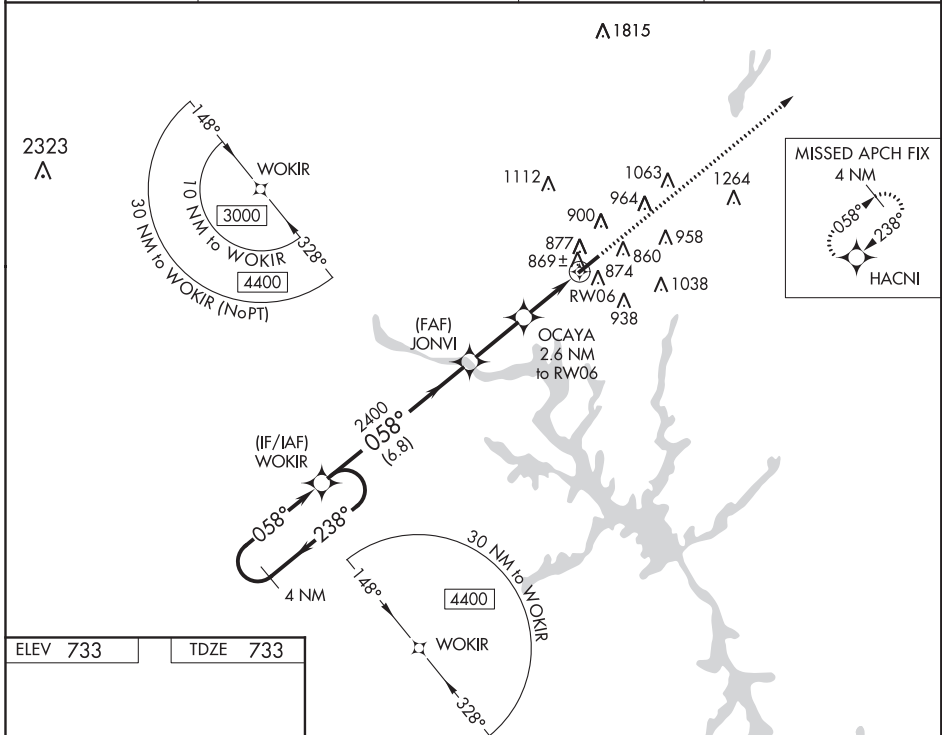 1815
2323
148°
WOKIR
3000
10 NM to WOKIR
328°
4400
30 NM to WOKIR (NoPT)
MISSED APCH FIX
4 NM
058°
238°
HACNI
1112
1063
964
1264
900
877
958
869±
860
874
1038
RW06
938
(FAF)
JONVI
OCAYA
2.6 NM
to RW06
2400
058°
(6.8)
(IF/IAF)
WOKIR
058°
238°
4 NM
30 NM to WOKIR
148°
4400
WOKIR
328°
ELEV 733
TDZE 733